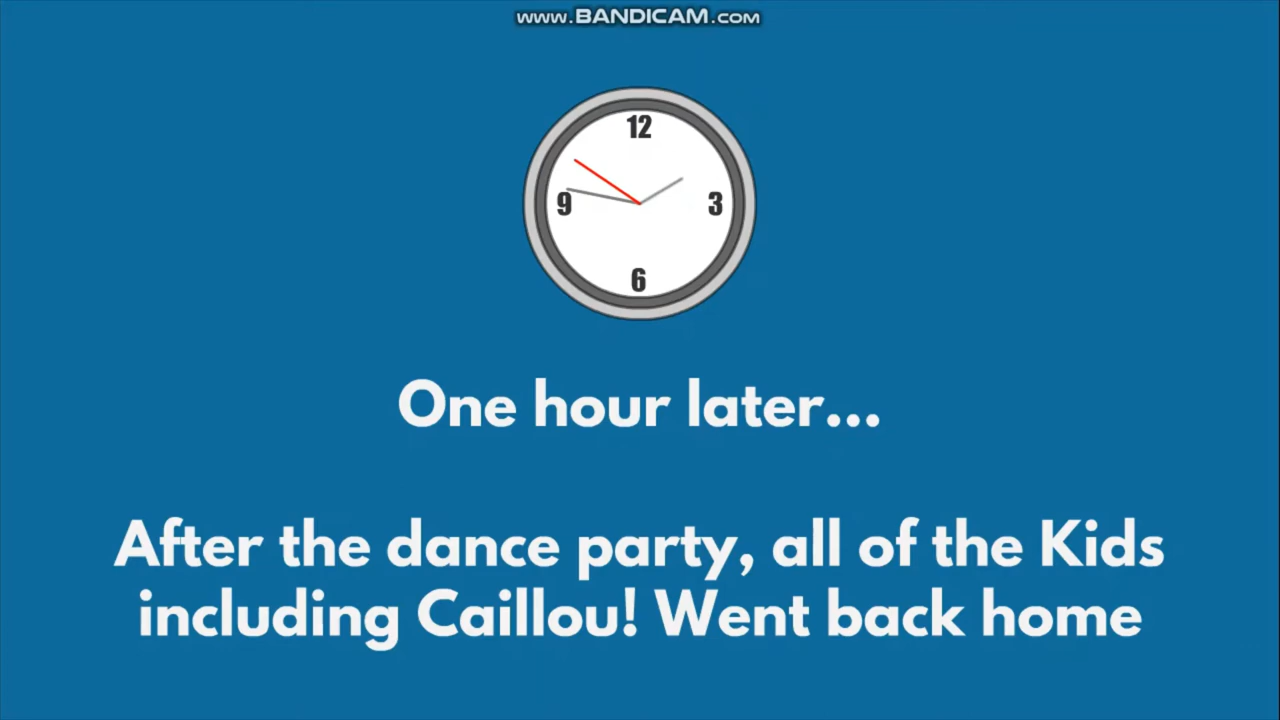 www.BANDICAM.com
12
9
3
6
One hour later...
After the dance party, all of the Kids
including Caillou! Went back home